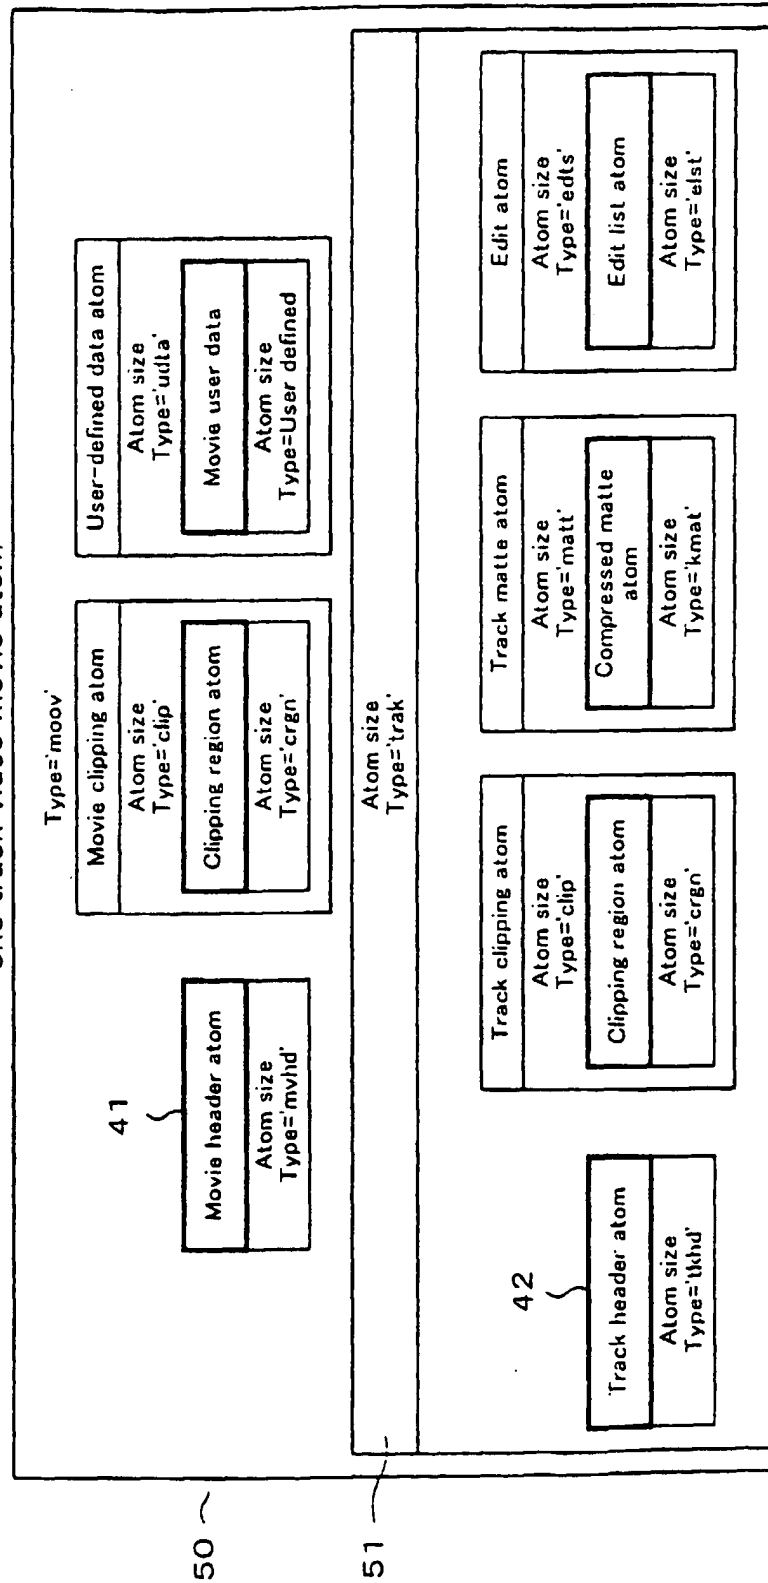 Type='moov'
50
41
Movie header atom
Atom size
Type='mvhd'
Movie clipping atom
Atom size
Type='clip'
Clipping region atom
Atom size
Type='crgn'
User-defined data atom
Atom size
Type='udta'
Movie user data
Atom size
Type=User defined
51
Atom size
Type='trak'
42
Track header atom
Atom size
Type='tkhd'
Track clipping atom
Atom size
Type='clip'
Clipping region atom
Atom size
Type='crgn'
Track matte atom
Atom size
Type='matt'
Compressed matte
atom
Atom size
Type='kmat'
Edit atom
Atom size
Type='edts'
Edit list atom
Atom size
Type='elst'